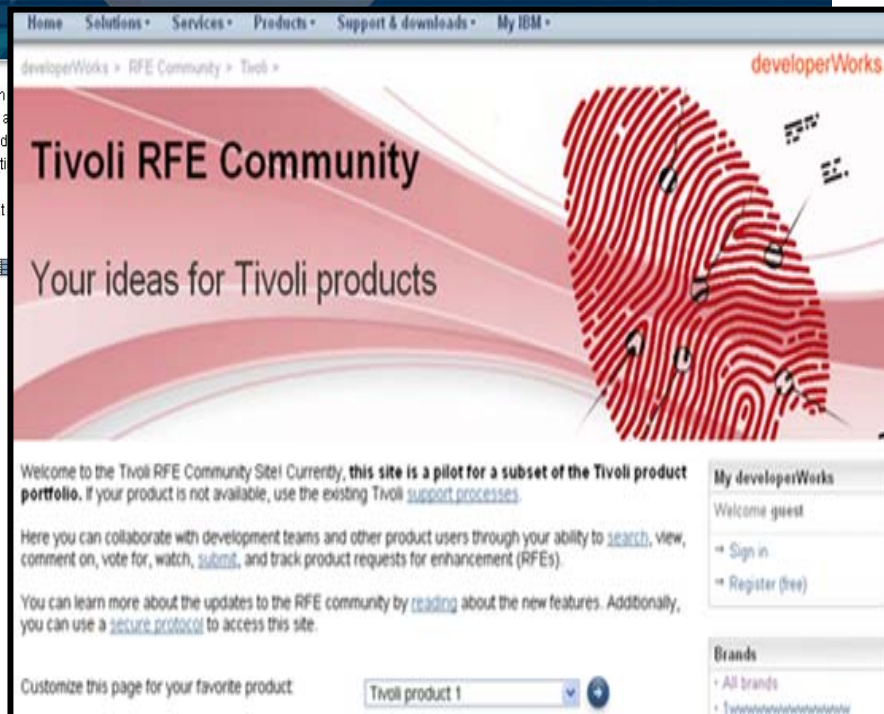 Home Solutions Services Products Support & downloads My IBM
developerWorks > RFE Community > Tivoli >
developerWorks
Tivoli RFE Community
Your ideas for Tivoli products
Welcome to the Tivoli RFE Community Site! Currently, this site is a pilot for a subset of the Tivoli product
portfolio. If your product is not available, use the existing Tivoli support processes.
Here you can collaborate with development teams and other product users through your ability to search, view,
comment on, vote for, watch, submit, and track product requests for enhancement (RFEs).
You can learn more about the updates to the RFE community by reading about the new features. Additionally,
you can use a secure protocol to access this site.
Customize this page for your favorite product
Tivoli product 1
My developerWorks
Welcome guest
Sign in
Register (free)
Brands
All brands